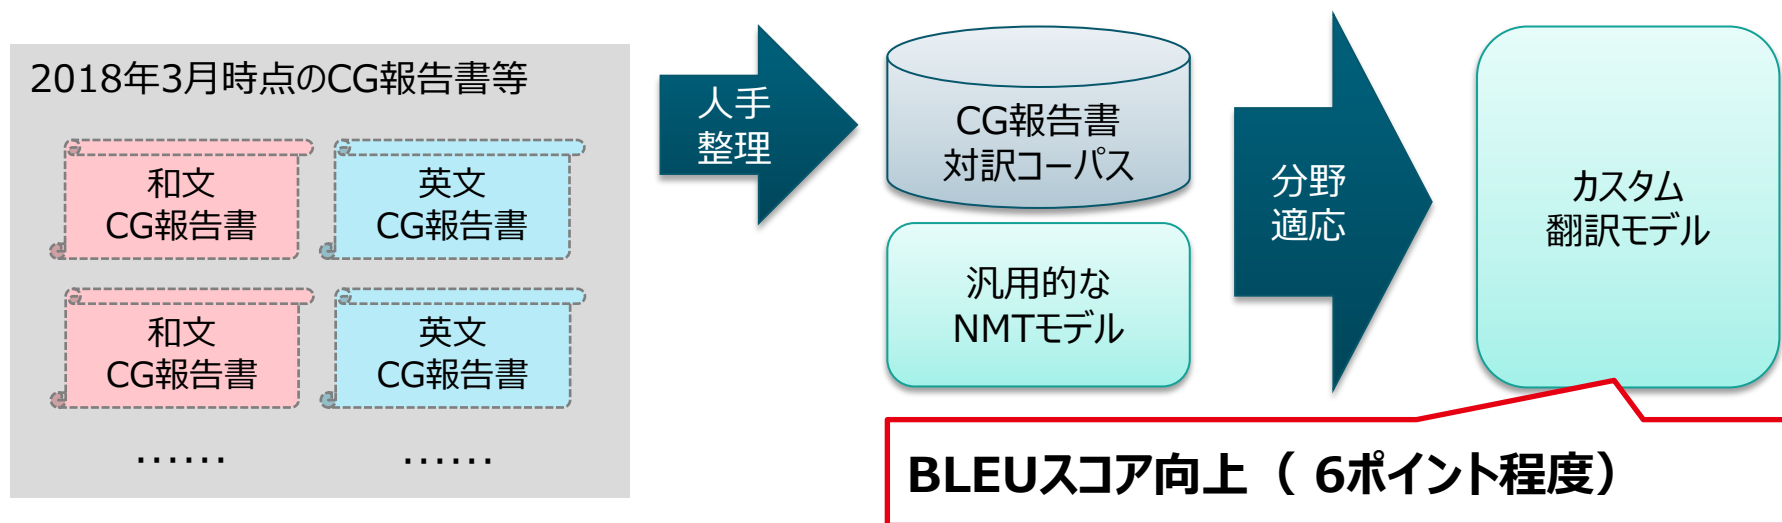 2018年3月時点のCG報告書等
和文
CG報告書
英文
CG報告書
和文
CG報告書
英文
CG報告書
……
……
人手
整理
CG報告書
対訳コーパス
汎用的な
NMTモデル
分野
適応
カスタム
翻訳モデル
BLEUスコア向上（ 6ポイント程度）